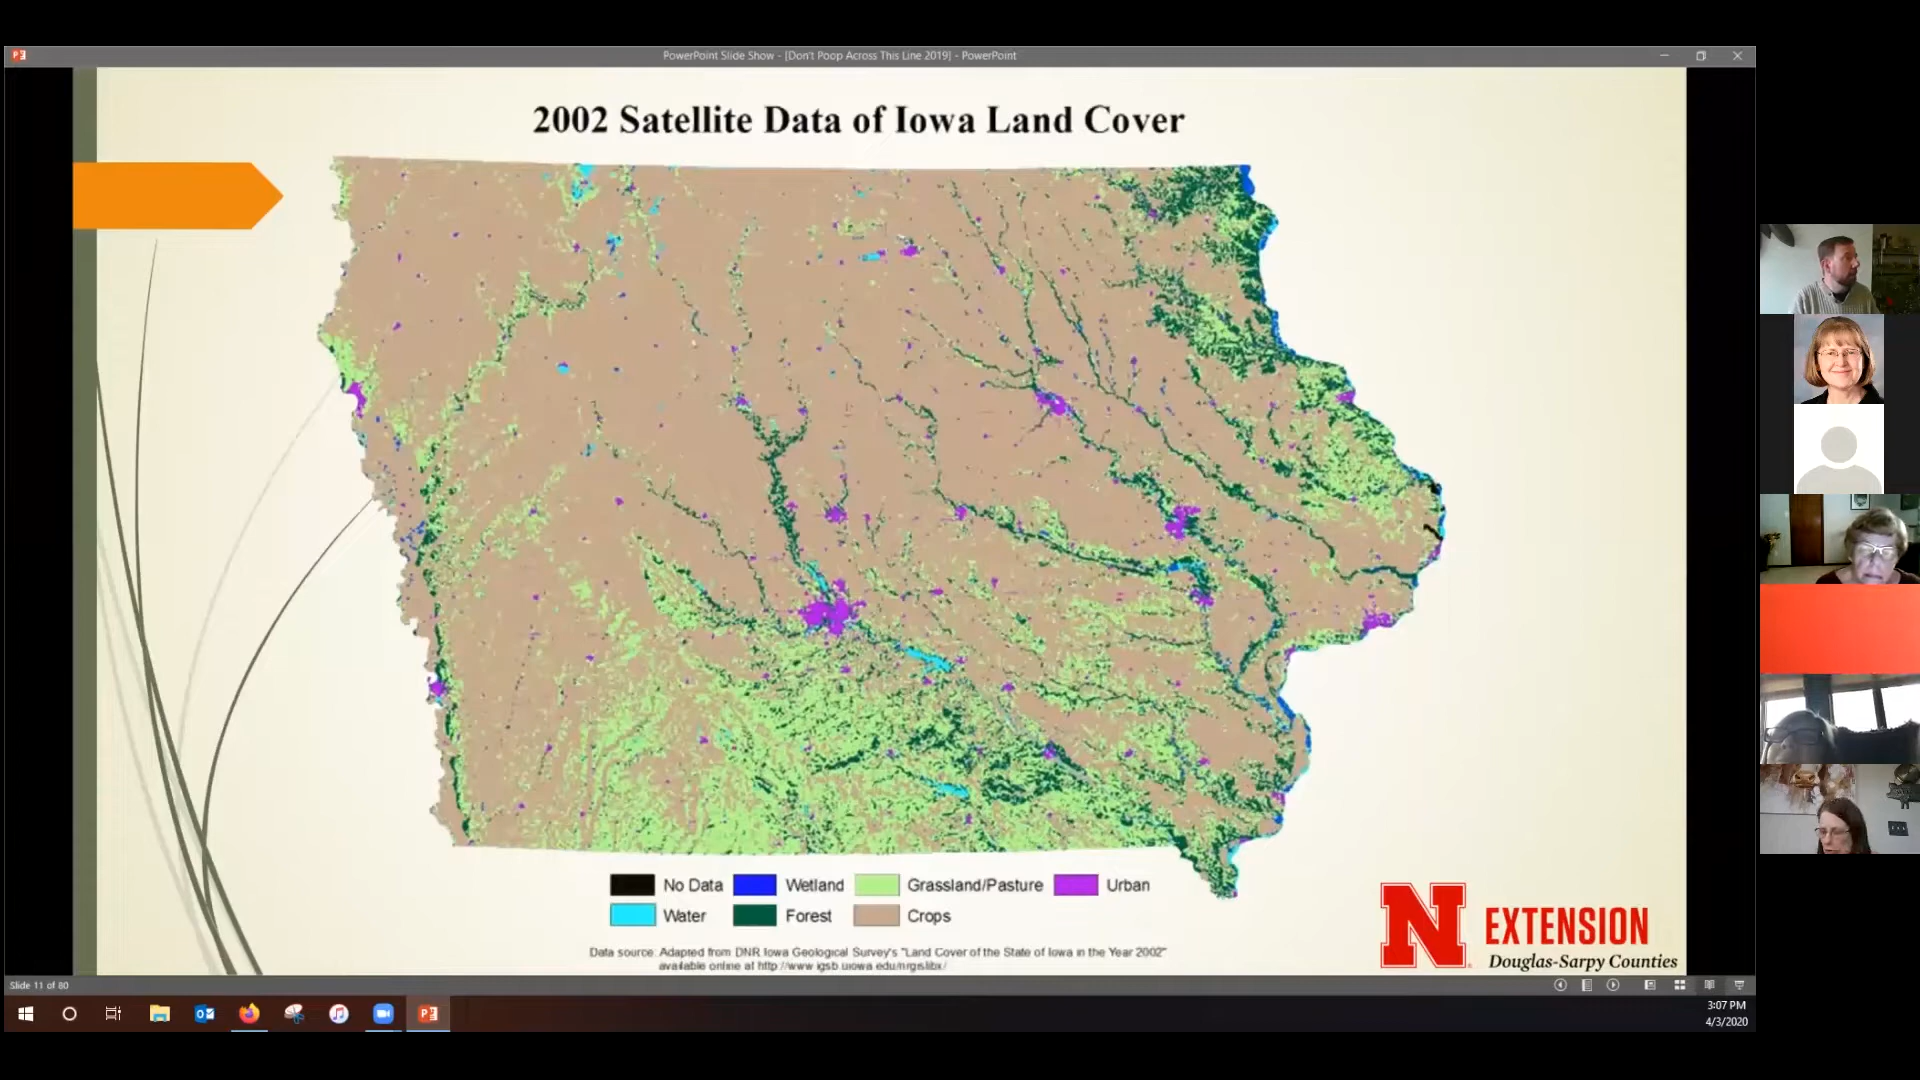 PowerPoint Slide Show - [Don't Poop Across This Line 2019] - PowerPoint
2002 Satellite Data of Iowa Land Cover
No Data
Wetland
Grassland/Pasture
Urban
Water
Forest
Crops
Data source: Adapted from DNR Iowa Geological Survey's "Land Cover of the State of Iowa in the Year 2002"
available online at http://www.igsb.uiowa.edu/nrgislibx/
N EXTENSION
Douglas-Sarpy Counties
Slide 11 of 80
3:07 PM
4/3/2020